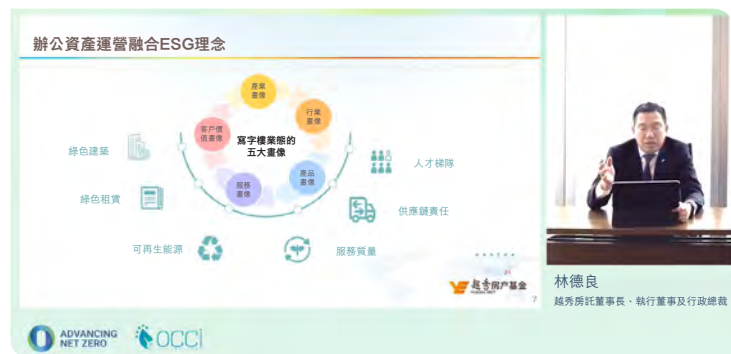 辦公資產運營融合ESG理念
產業
畫像
行業
畫像
客戶價
值畫像
寫字樓業態的
五大畫像
服務
畫像
產品
畫像
綠色建築
綠色租賃
可再生能源
人才梯隊
供應鏈責任
服務質量
越秀房产基金
7
林德良
越秀房託董事長、執行董事及行政總裁
ADVANCING
NET ZERO
OCCI